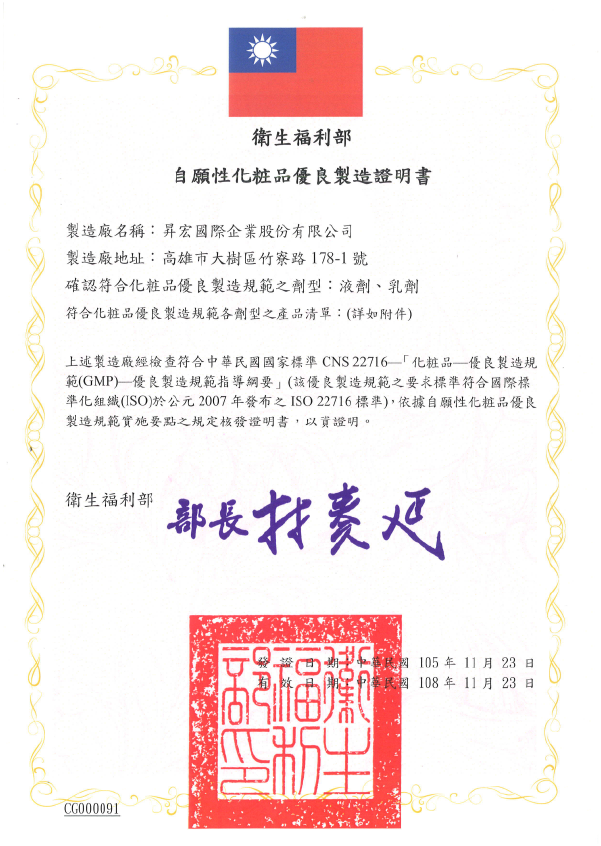 衛生福利部
自願性化粧品優良製造證明書
製造廠名稱：昇宏國際企業股份有限公司
製造廠地址：高雄市大樹區竹寮路 178-1 號
確認符合化粧品優良製造規範之劑型：液劑、乳劑
符合化粧品優良製造規範各劑型之產品清單：(詳如附件)
上述製造廠經檢查符合中華民國國家標準 CNS 22716—「化粧品—優良製造規
範(GMP)—優良製造規範指導綱要」(該優良製造規範之要求標準符合國際標
準化組織(ISO)於公元 2007 年發布之 ISO 22716 標準)，依據自願性化粧品優良
製造規範實施要點之規定核發證明書，以資證明。
衛生福利部
部長 林奏延
發證日期：中華民國 105 年 11 月 23 日
有效日期：中華民國 108 年 11 月 23 日
衛生福利部印
CG000091